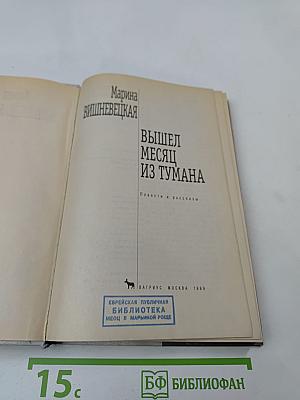 Марина
ВИШНЕВЕЦКАЯ
ВЫШЕЛ
МЕСЯЦ
ИЗ ТУМАНА
Повести и рассказы
ВАГРИУС МОСКВА 1999
ЕВРЕЙСКАЯ ПУБЛИЧНАЯ
БИБЛИОТЕКА
МЕОЦ В МАРЬИНОЙ РОЩЕ
15с
БФ БИБЛИОФАН